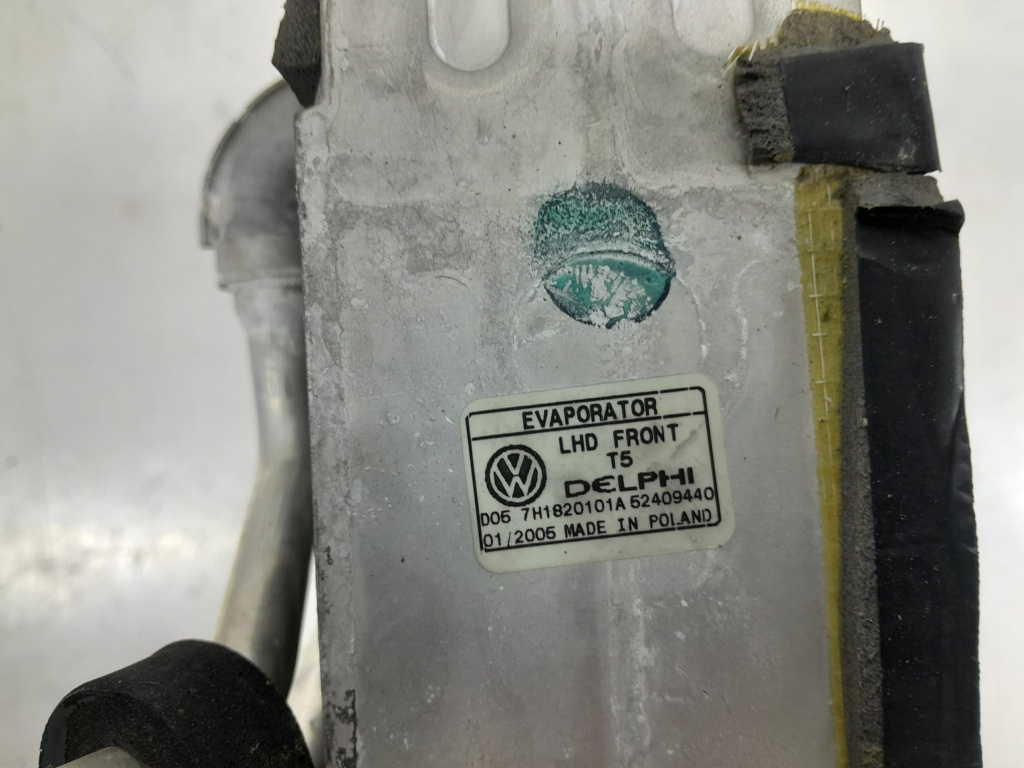 EVAPORATOR
LHD FRONT
T5
DELPHI
D05 7H1820101A 52409440
01/2005 MADE IN POLAND